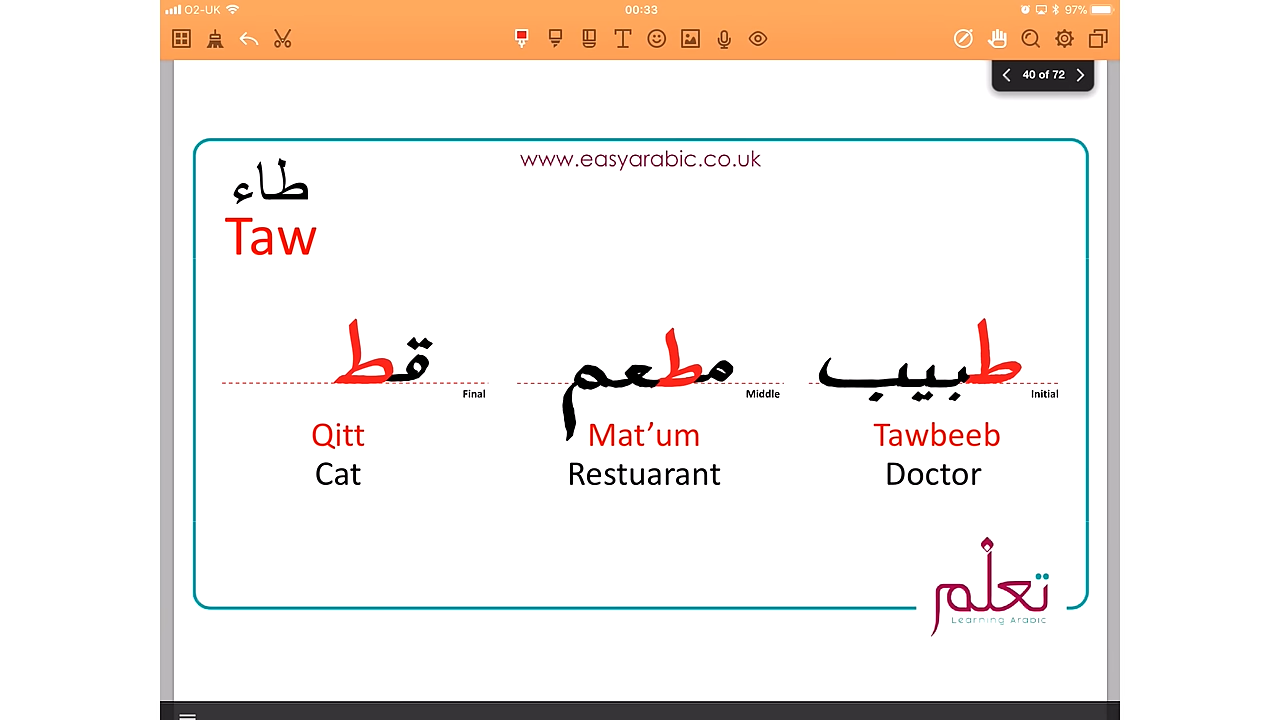 O2-UK
00:33
97%
40 of 72
www.easyarabic.co.uk
طاء
Taw
طبيب
مطعم
قط
Initial
Middle
Final
Qitt
Mat’um
Tawbeeb
Cat
Restuarant
Doctor
تعلم
Learning Arabic